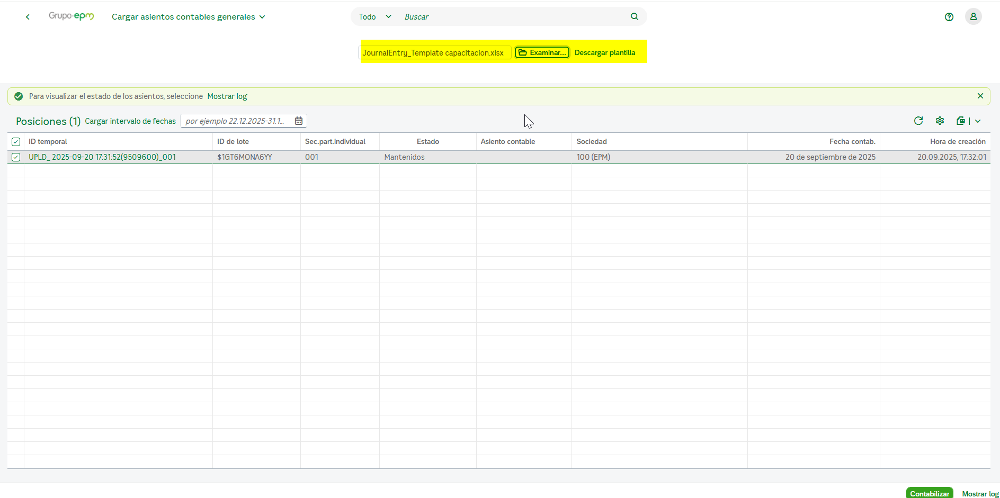 Grupo·epm Cargar asientos contables generales Todo Buscar
JournalEntry_Template capacitacion.xlsx Examinar... Descargar plantilla
Para visualizar el estado de los asientos, seleccione Mostrar log
Posiciones (1) Cargar intervalo de fechas por ejemplo 22.12.2025-31.1...
ID temporal ID de lote Sec.part.individual Estado Asiento contable Sociedad Fecha contab. Hora de creación
UPLD_ 2025-09-20 17:31:52(9509600)_001 $1GT6MONA6YY 001 Mantenidos 100 (EPM) 20 de septiembre de 2025 20.09.2025, 17:32:01
Contabilizar Mostrar log